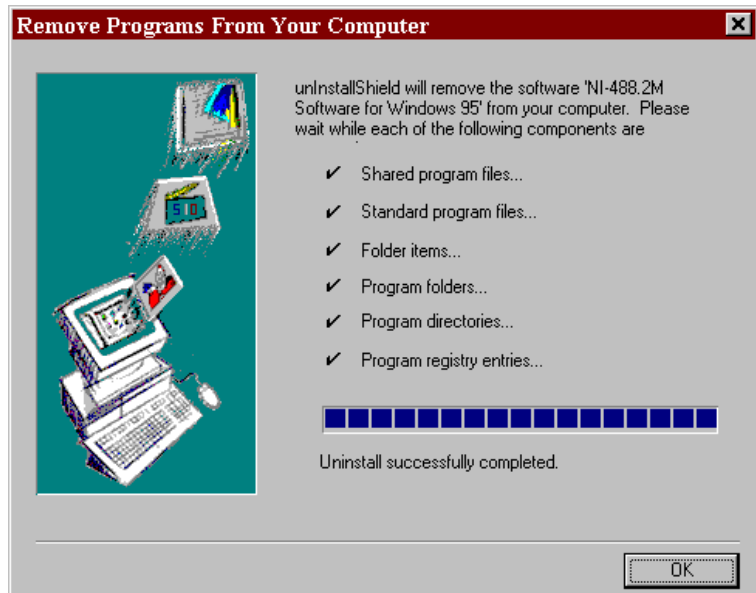 Remove Programs From Your Computer
unInstallShield will remove the software 'NI-488.2M
Software for Windows 95' from your computer. Please
wait while each of the following components are
✔ Shared program files...
✔ Standard program files...
✔ Folder items...
✔ Program folders...
✔ Program directories...
✔ Program registry entries...
Uninstall successfully completed.
OK